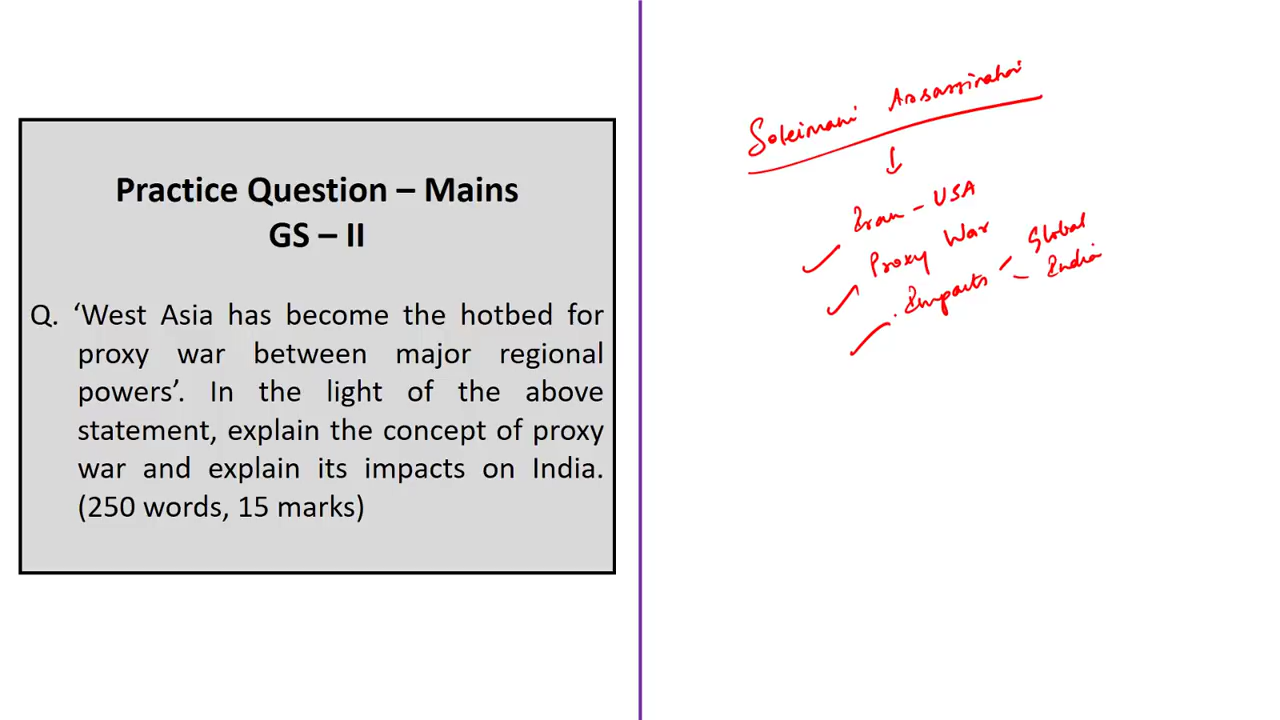 Practice Question – Mains
GS – II
Q. ‘West Asia has become the hotbed for
proxy war between major regional
powers’. In the light of the above
statement, explain the concept of proxy
war and explain its impacts on India.
(250 words, 15 marks)
Soleimani Assassination
Iran - USA
Proxy War
Impacts - Global
- India